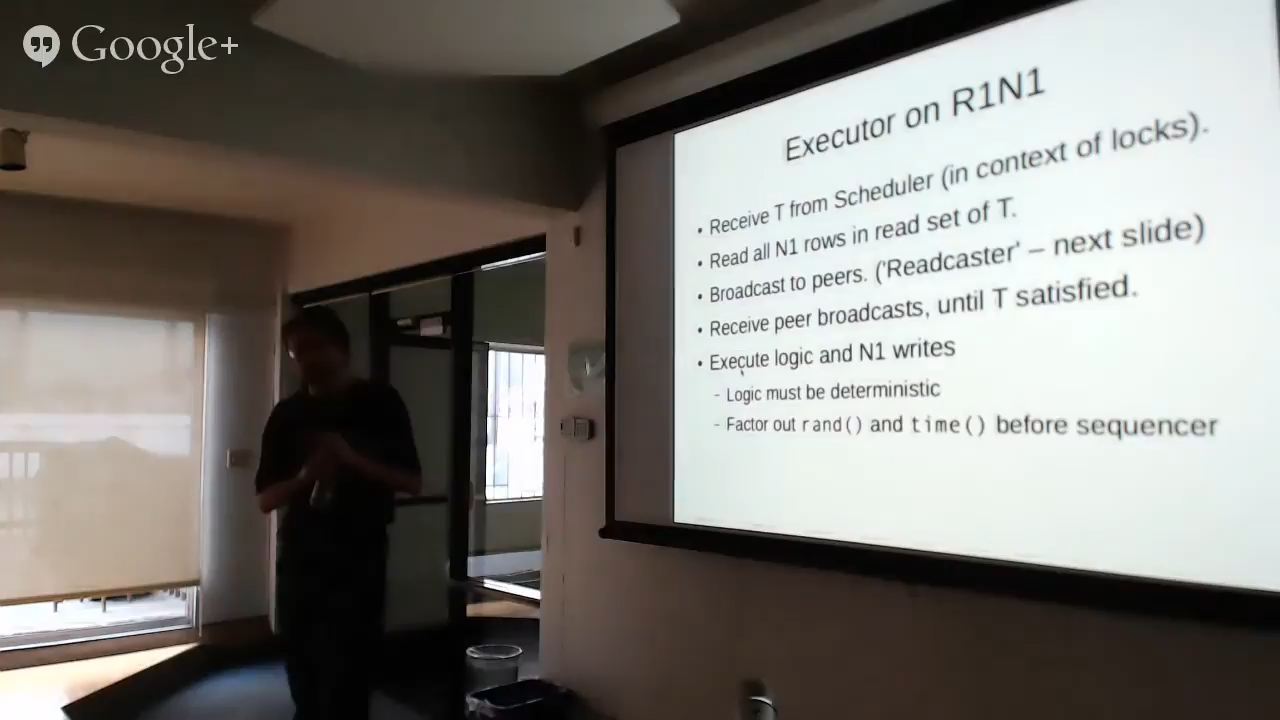 Google+
Executor on R1N1
• Receive T from Scheduler (in context of locks).
• Read all N1 rows in read set of T.
• Broadcast to peers. ('Readcaster' – next slide)
• Receive peer broadcasts, until T satisfied.
• Execute logic and N1 writes
- Logic must be deterministic
- Factor out rand() and time() before sequencer